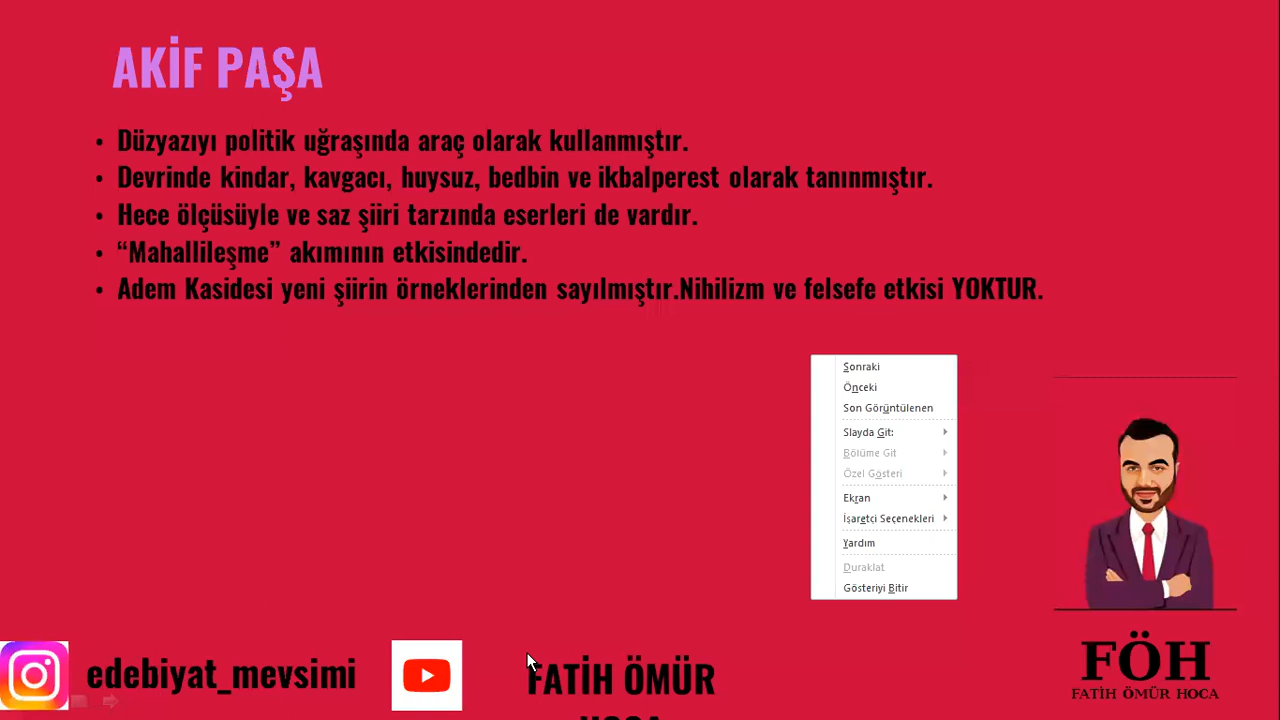 AKİF PAŞA
• Düzyazıyı politik uğraşında araç olarak kullanmıştır.
• Devrinde kindar, kavgacı, huysuz, bedbin ve ikbalperest olarak tanınmıştır.
• Hece ölçüsüyle ve saz şiiri tarzında eserleri de vardır.
• “Mahallileşme” akımının etkisindedir.
• Adem Kasidesi yeni şiirin örneklerinden sayılmıştır.Nihilizm ve felsefe etkisi YOKTUR.
Sonraki
Önceki
Son Görüntülenen
Slayda Git:
Bölüme Git
Özel Gösteri
Ekran
İşaretçi Seçenekleri
Yardım
Duraklat
Gösteriyi Bitir
FÖH
FATİH ÖMÜR HOCA
edebiyat_mevsimi
FATİH ÖMÜR
HOCA